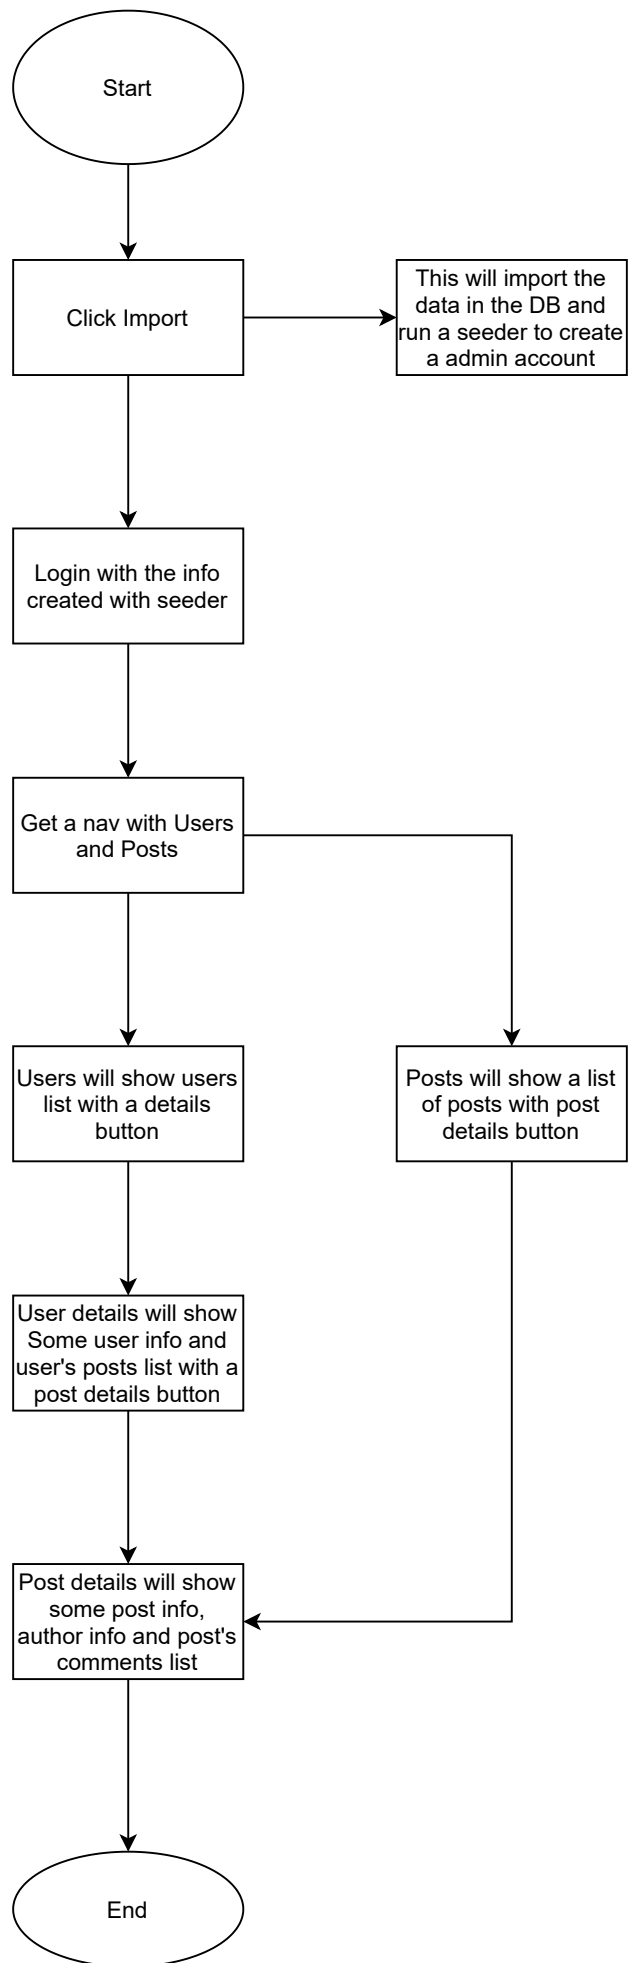 Start
Click Import
This will import the
data in the DB and
run a seeder to create
a admin account
Login with the info
created with seeder
Get a nav with Users
and Posts
Users will show users
list with a details
button
Posts will show a list
of posts with post
details button
User details will show
Some user info and
user's posts list with a
post details button
Post details will show
some post info,
author info and post's
comments list
End